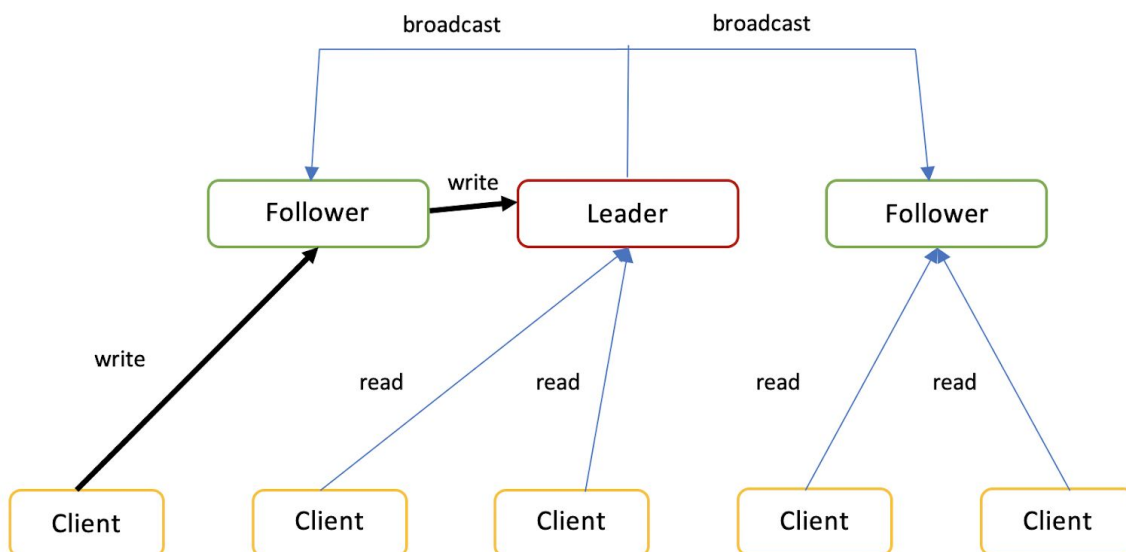 broadcast
broadcast
write
Follower
Leader
Follower
write
read
read
read
read
Client
Client
Client
Client
Client